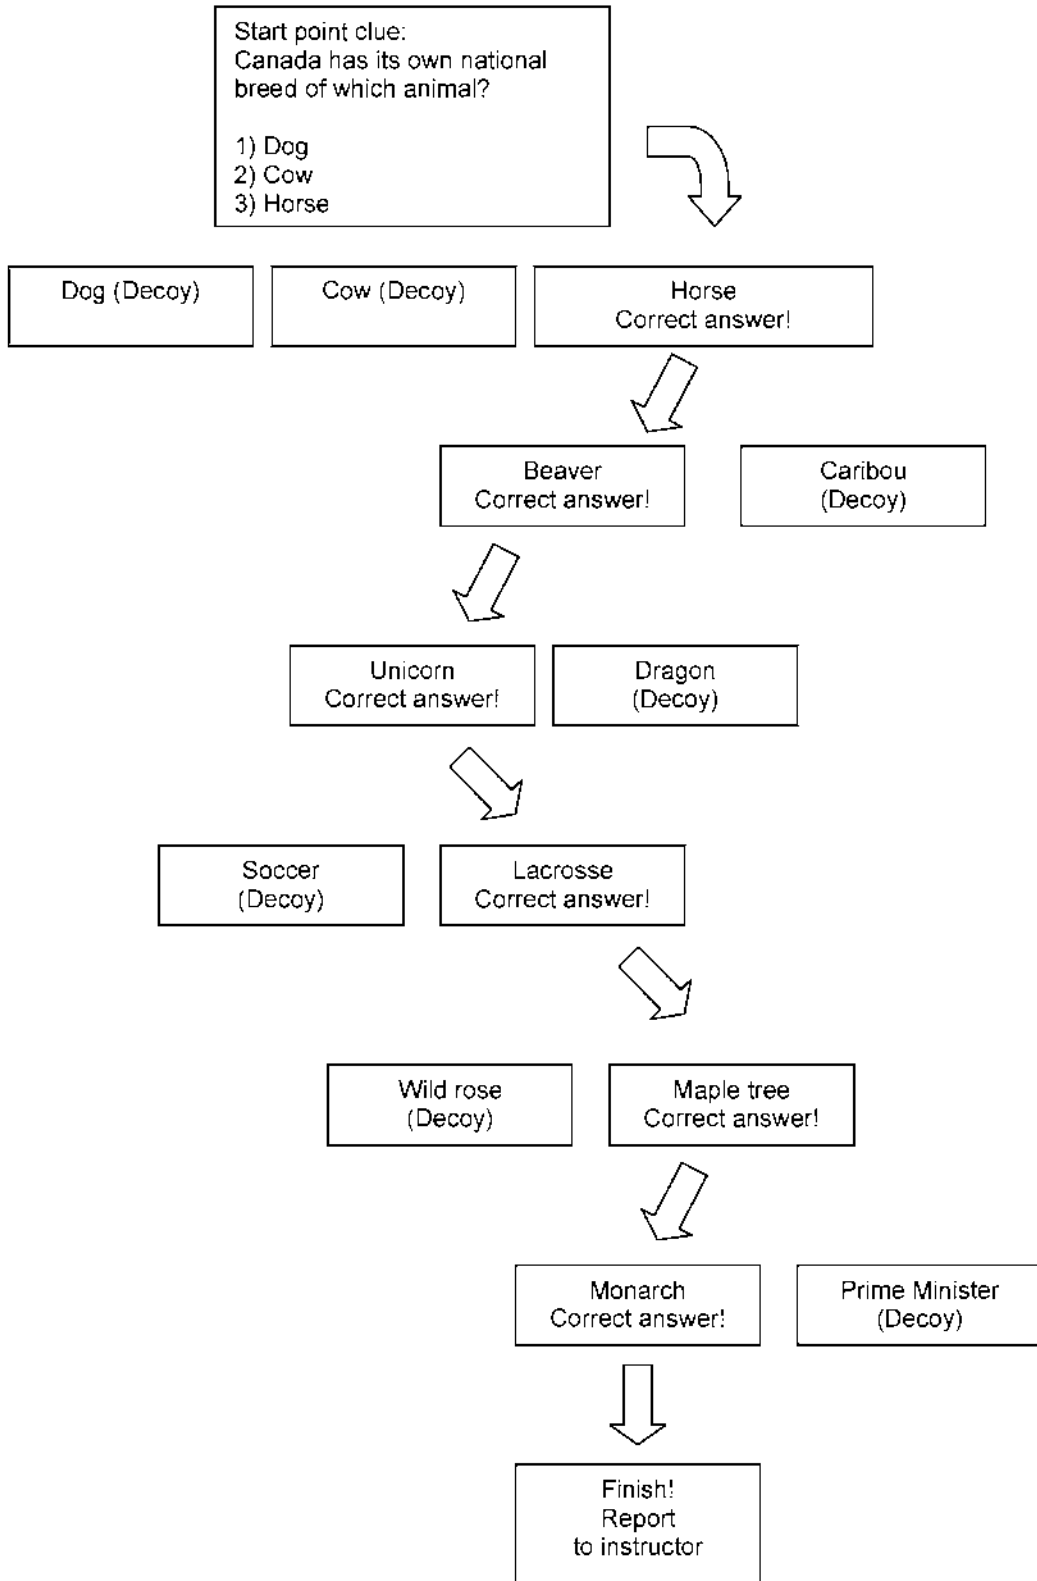 Start point clue:
Canada has its own national
breed of which animal?
1) Dog
2) Cow
3) Horse
Dog (Decoy)
Cow (Decoy)
Horse
Correct answer!
Beaver
Correct answer!
Caribou
(Decoy)
Unicorn
Correct answer!
Dragon
(Decoy)
Soccer
(Decoy)
Lacrosse
Correct answer!
Wild rose
(Decoy)
Maple tree
Correct answer!
Monarch
Correct answer!
Prime Minister
(Decoy)
Finish!
Report
to instructor